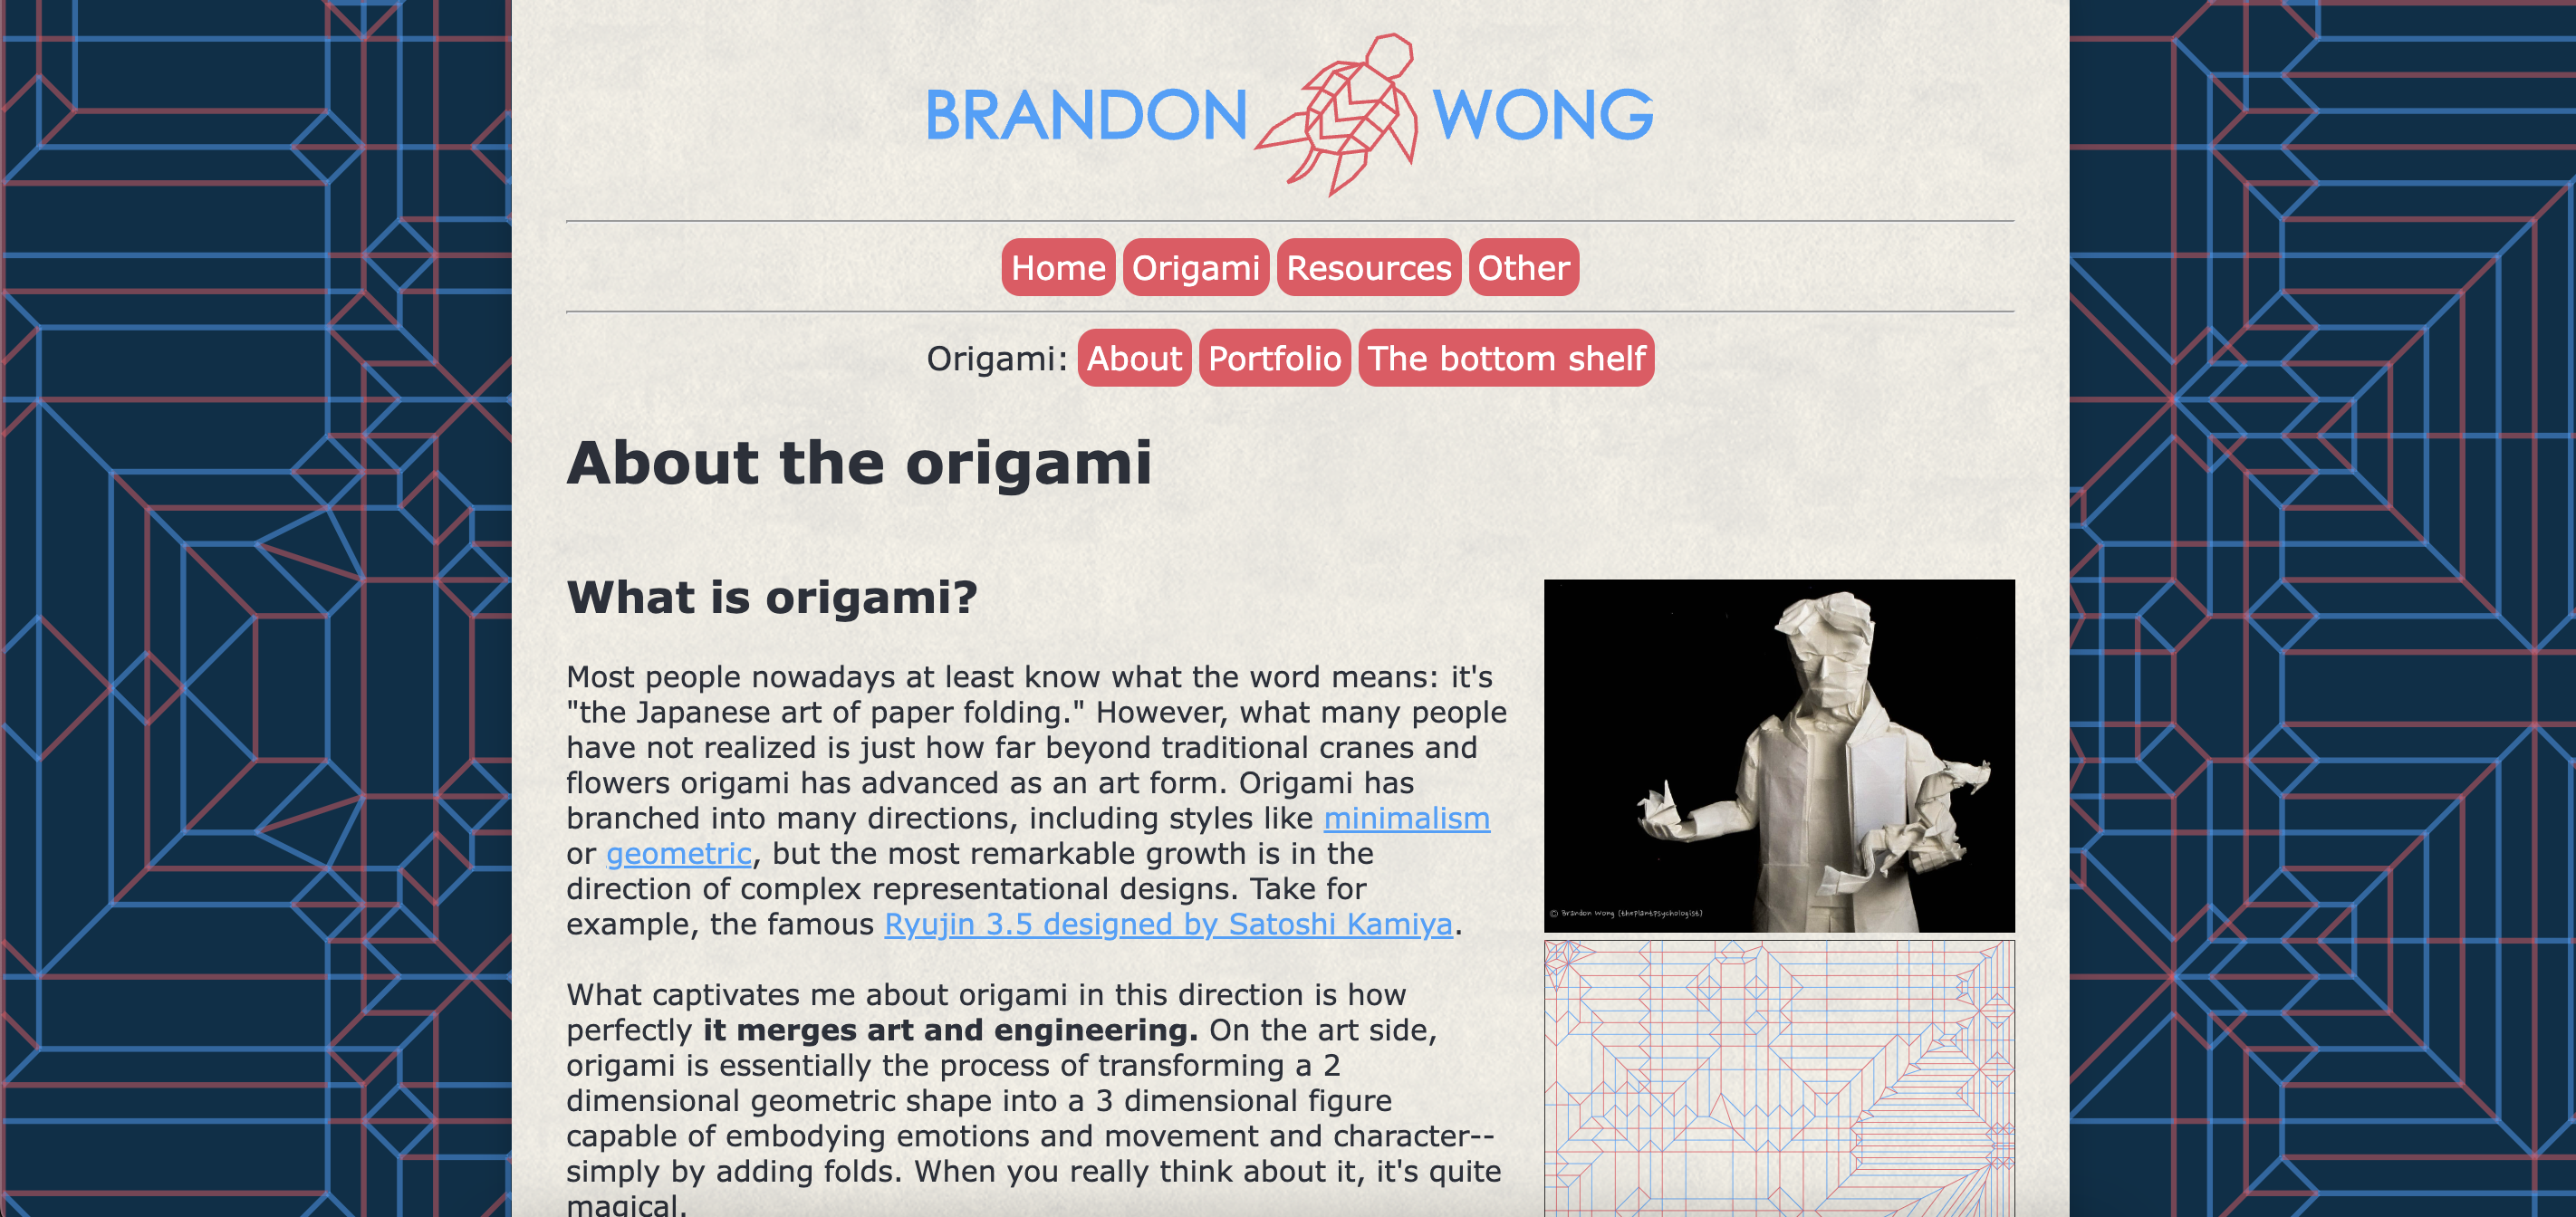 BRANDON WONG
Home Origami Resources Other
Origami: About Portfolio The bottom shelf
About the origami
What is origami?
Most people nowadays at least know what the word means: it's
"the Japanese art of paper folding." However, what many people
have not realized is just how far beyond traditional cranes and
flowers origami has advanced as an art form. Origami has
branched into many directions, including styles like minimalism
or geometric, but the most remarkable growth is in the
direction of complex representational designs. Take for
example, the famous Ryujin 3.5 designed by Satoshi Kamiya.
What captivates me about origami in this direction is how
perfectly it merges art and engineering. On the art side,
origami is essentially the process of transforming a 2
dimensional geometric shape into a 3 dimensional figure
capable of embodying emotions and movement and character--
simply by adding folds. When you really think about it, it's quite
magical.
© Brandon Wong (theplantpsychologist)